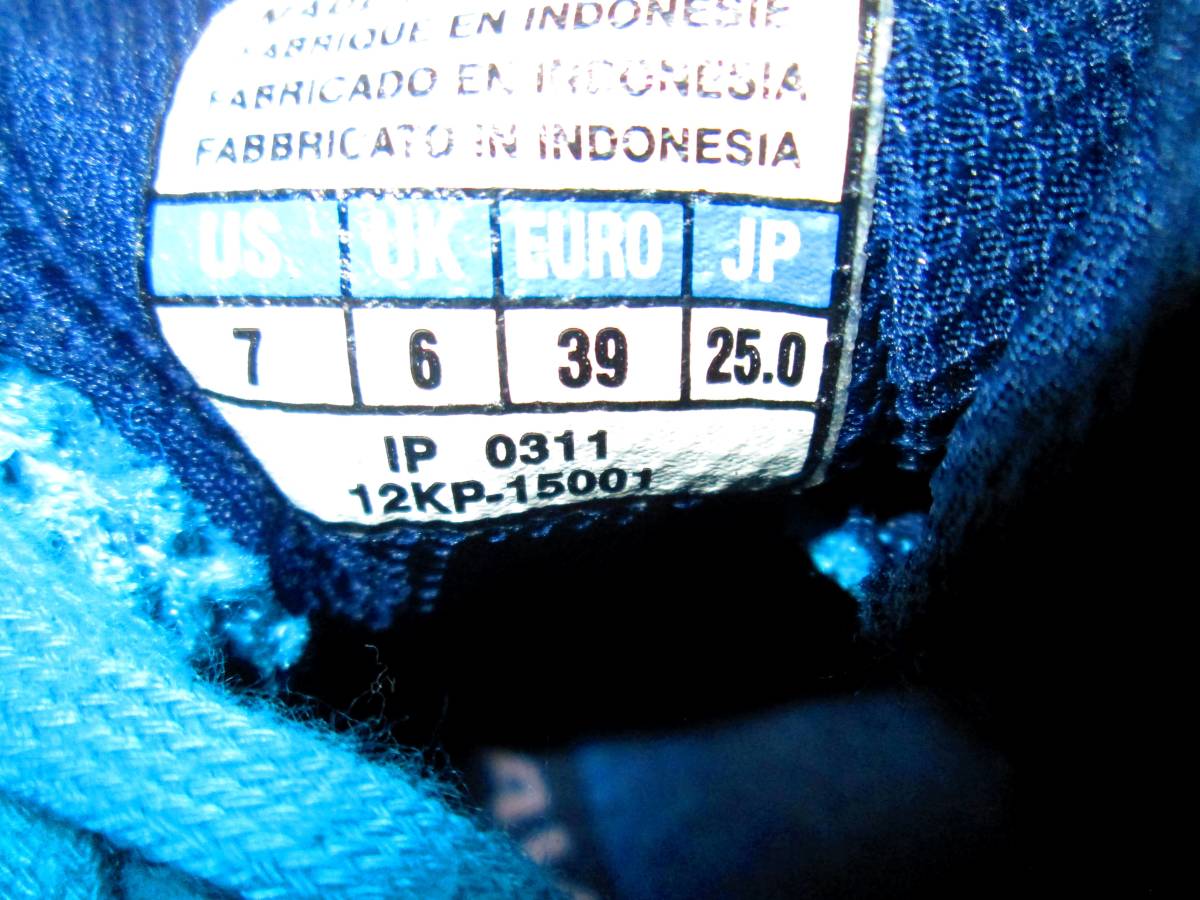 FABRIQUE EN INDONESIE
FABRICADO EN INDONESIA
FABBRICATO IN INDONESIA
US UK EURO JP
7 6 39 25.0
IP 0311
12KP-15001